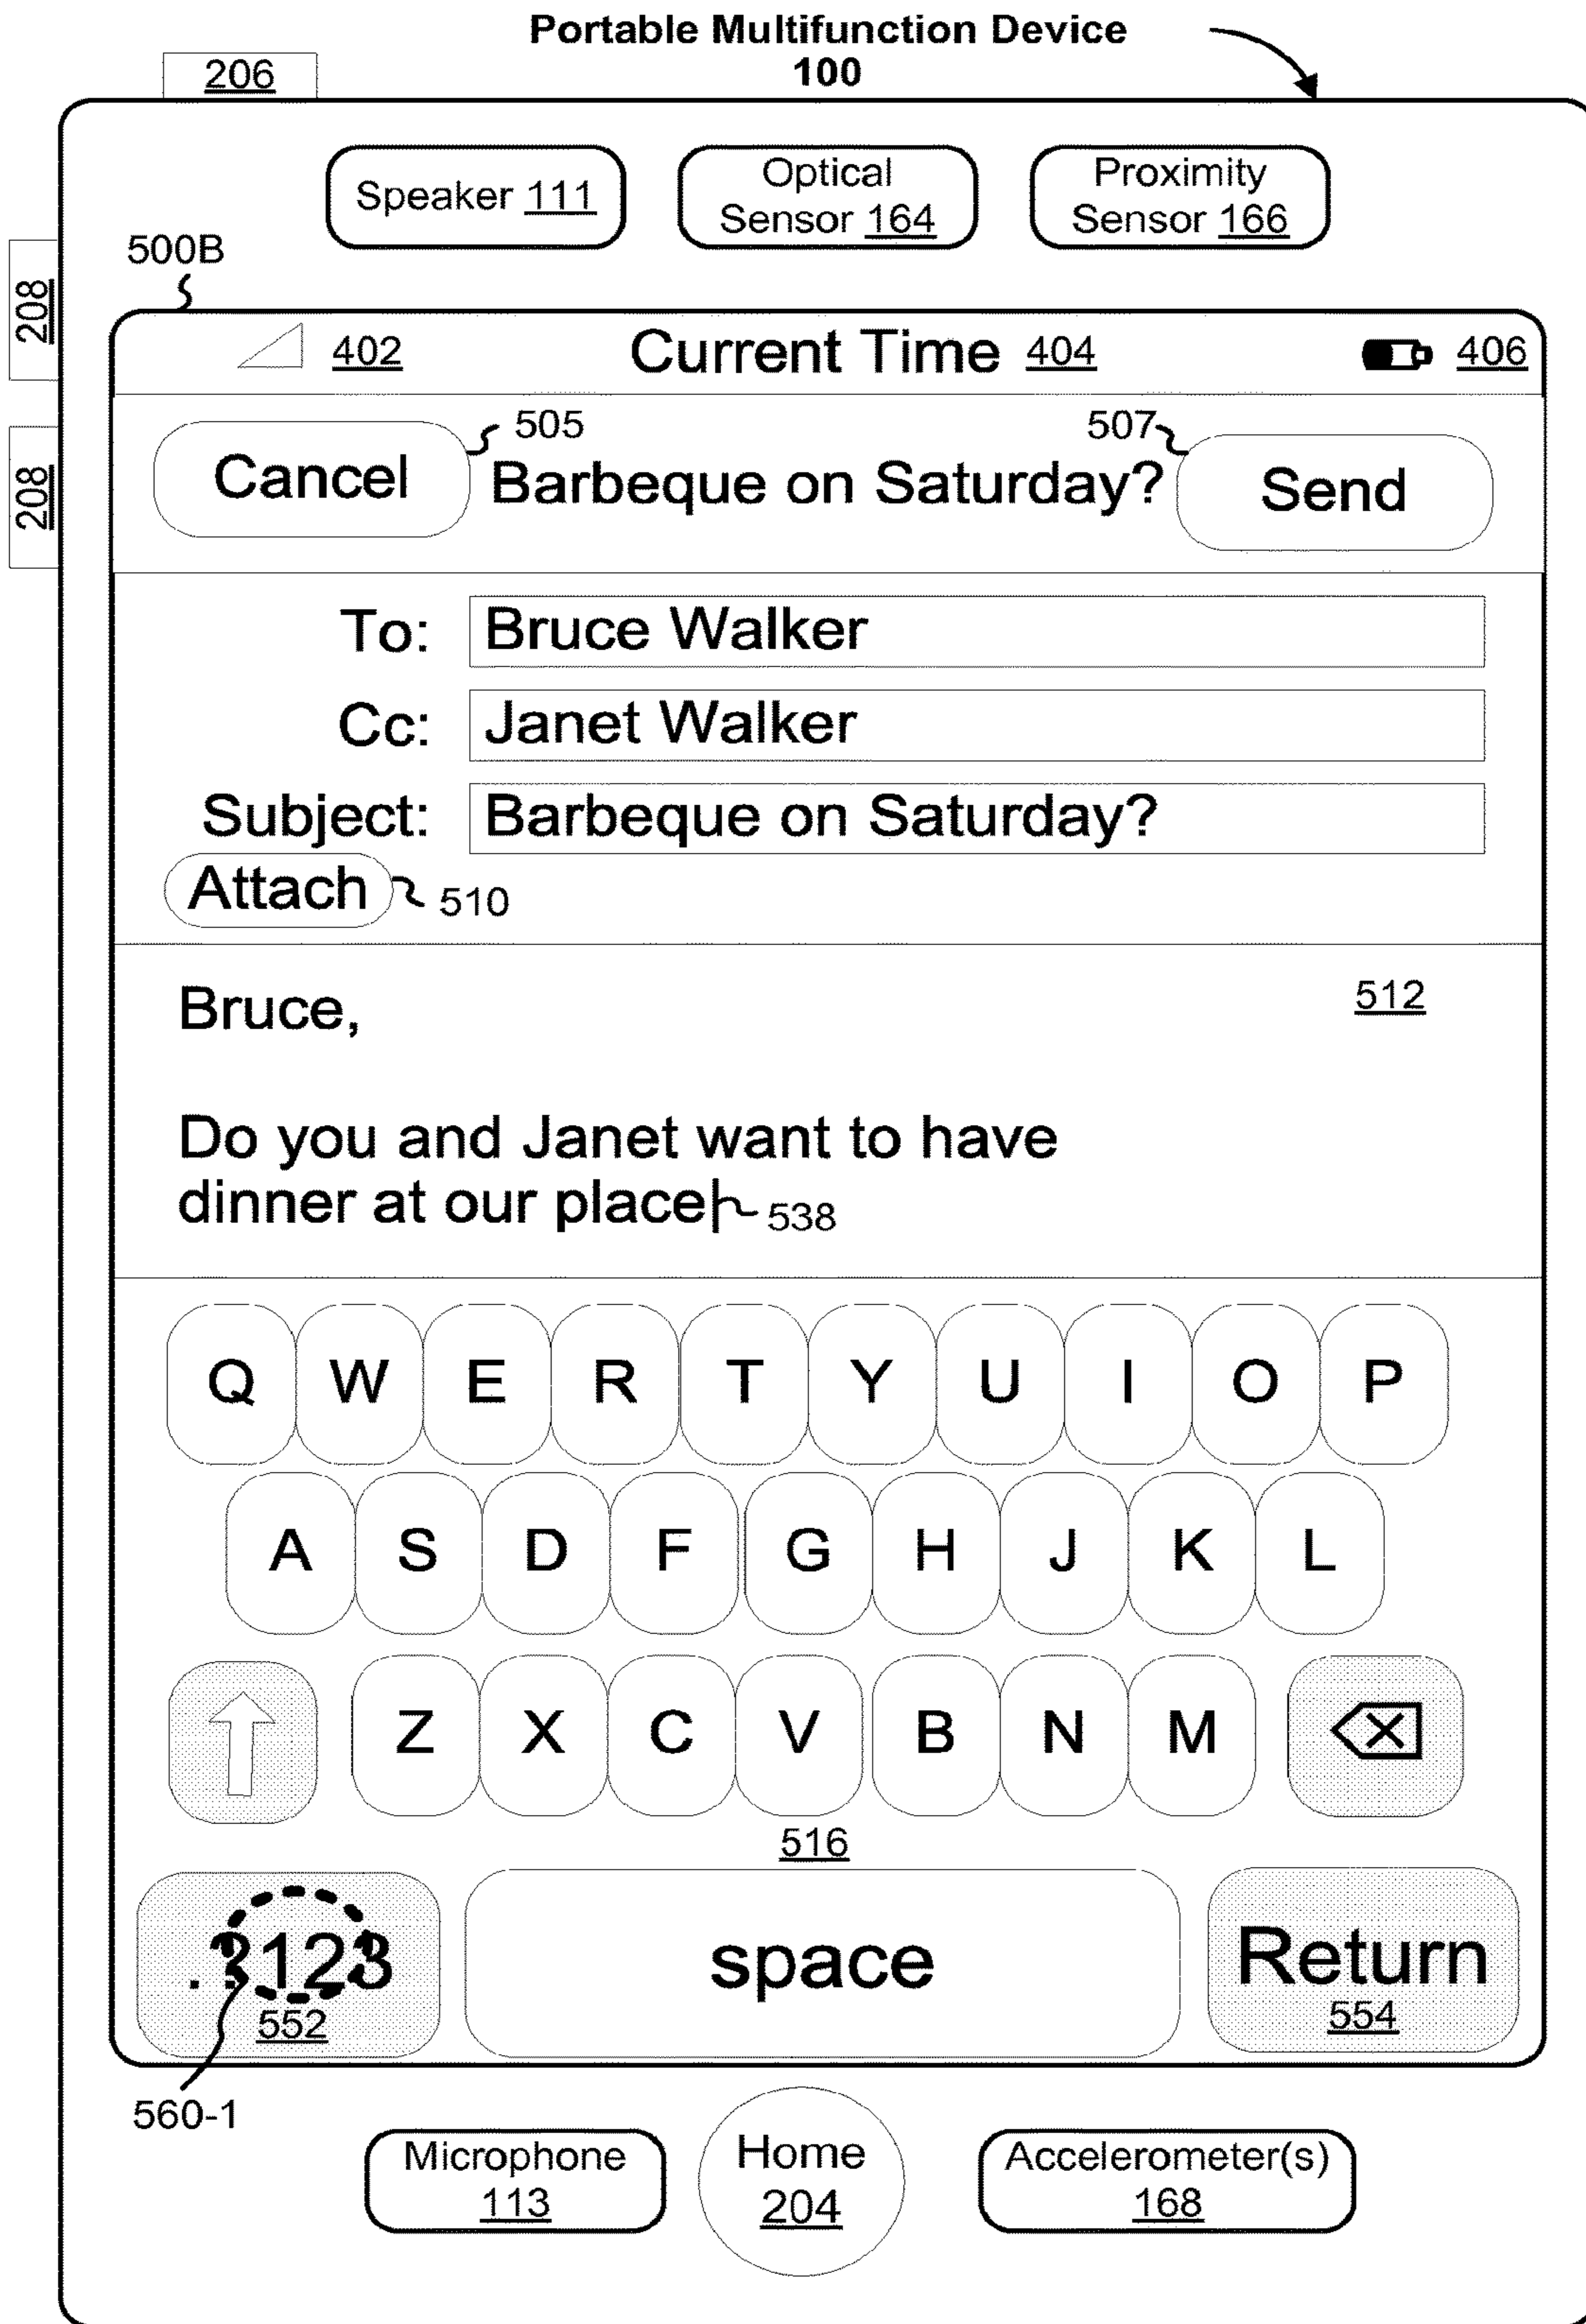 Portable Multifunction Device
100
206
Speaker 111
Optical
Sensor 164
Proximity
Sensor 166
500B
208
208
402
Current Time 404
406
505
507
Cancel
Barbeque on Saturday?
Send
To:
Bruce Walker
Cc:
Janet Walker
Subject:
Barbeque on Saturday?
Attach
510
Bruce,
512
Do you and Janet want to have
dinner at our place
538
Q W E R T Y U I O P
A S D F G H J K L
Z X C V B N M
516
.?123
552
space
Return
554
560-1
Microphone
113
Home
204
Accelerometer(s)
168